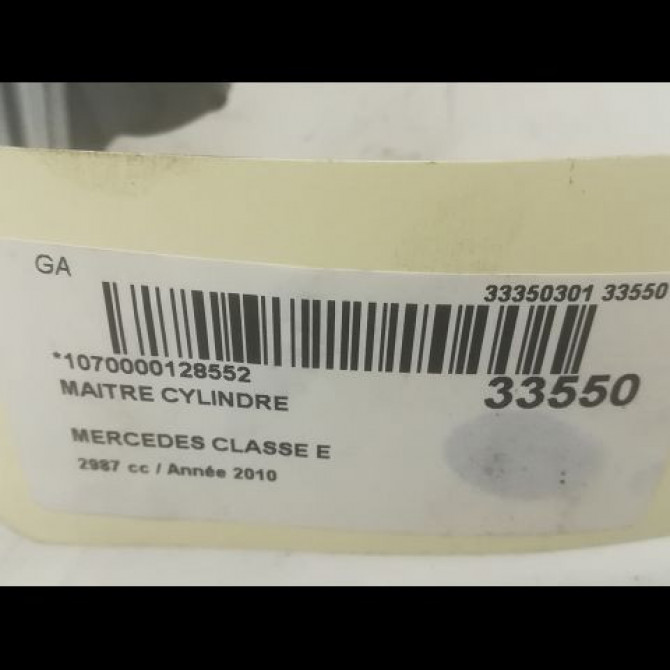 GA
33350301 33550
*1070000128552
33550
MAITRE CYLINDRE
MERCEDES CLASSE E
2987 cc / Année 2010